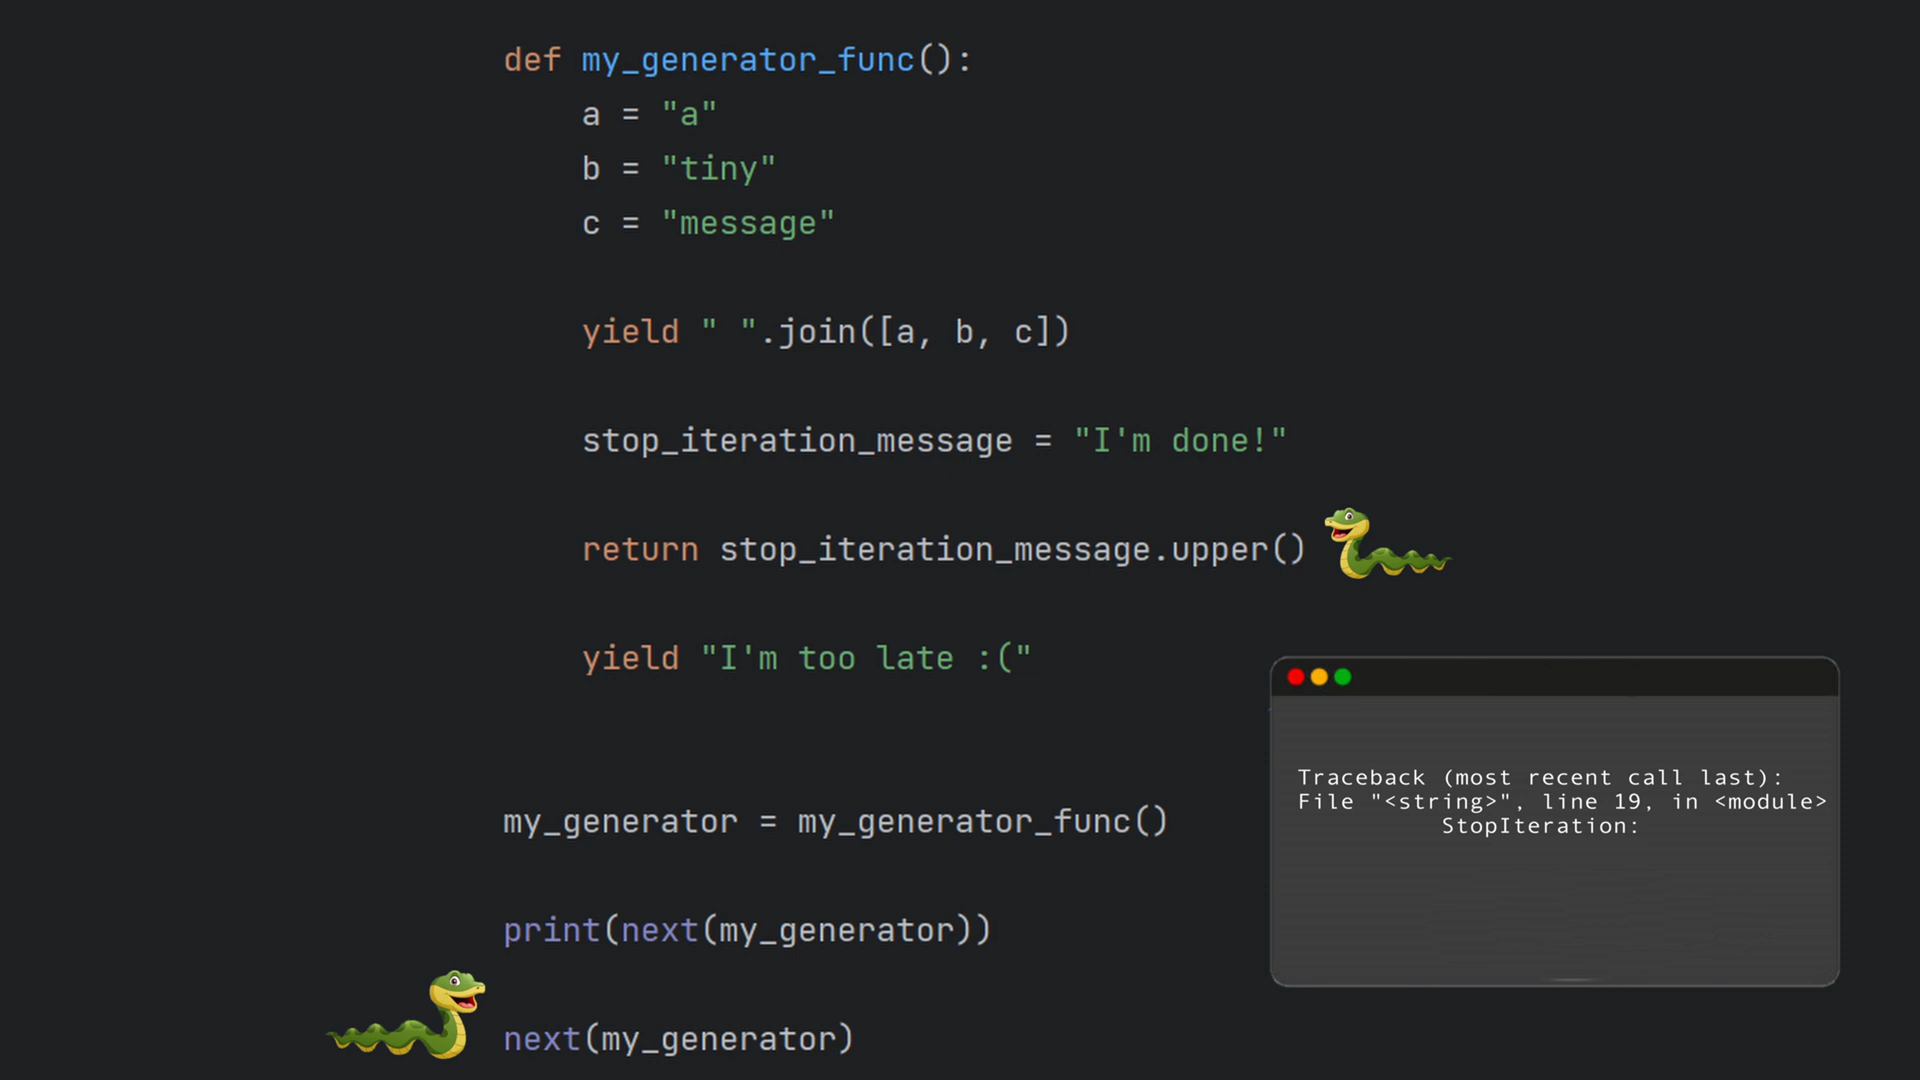 def my_generator_func():
    a = "a"
    b = "tiny"
    c = "message"
    yield " ".join([a, b, c])
    stop_iteration_message = "I'm done!"
    return stop_iteration_message.upper()
    yield "I'm too late :("
my_generator = my_generator_func()
print(next(my_generator))
next(my_generator)
Traceback (most recent call last):
File "<string>", line 19, in <module>
StopIteration: